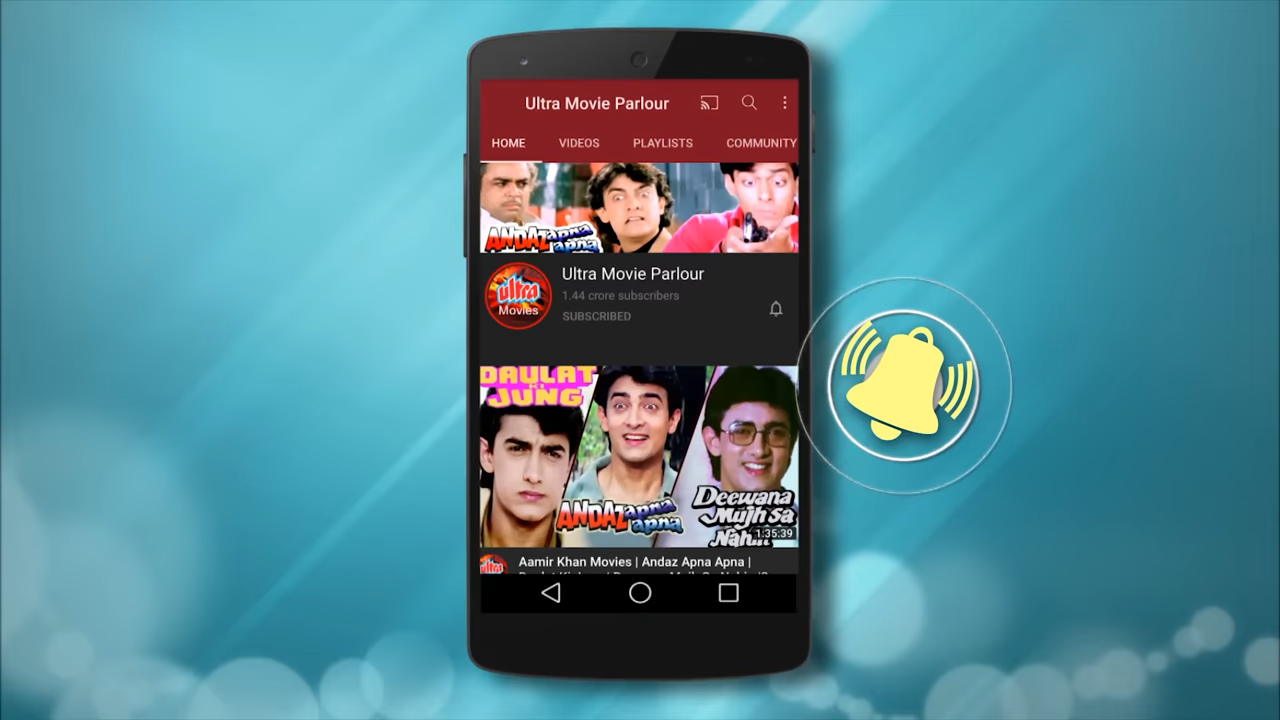 Ultra Movie Parlour
HOME VIDEOS PLAYLISTS COMMUNITY
ANDAZ apna apna
Ultra Movie Parlour
1.44 crore subscribers
SUBSCRIBED
ultra
Movies
DAULAT
KI
JUNG
ANDAZ apna apna
Deewana
Mujh Sa
Nahin
1:35:39
ultra
Aamir Khan Movies | Andaz Apna Apna |